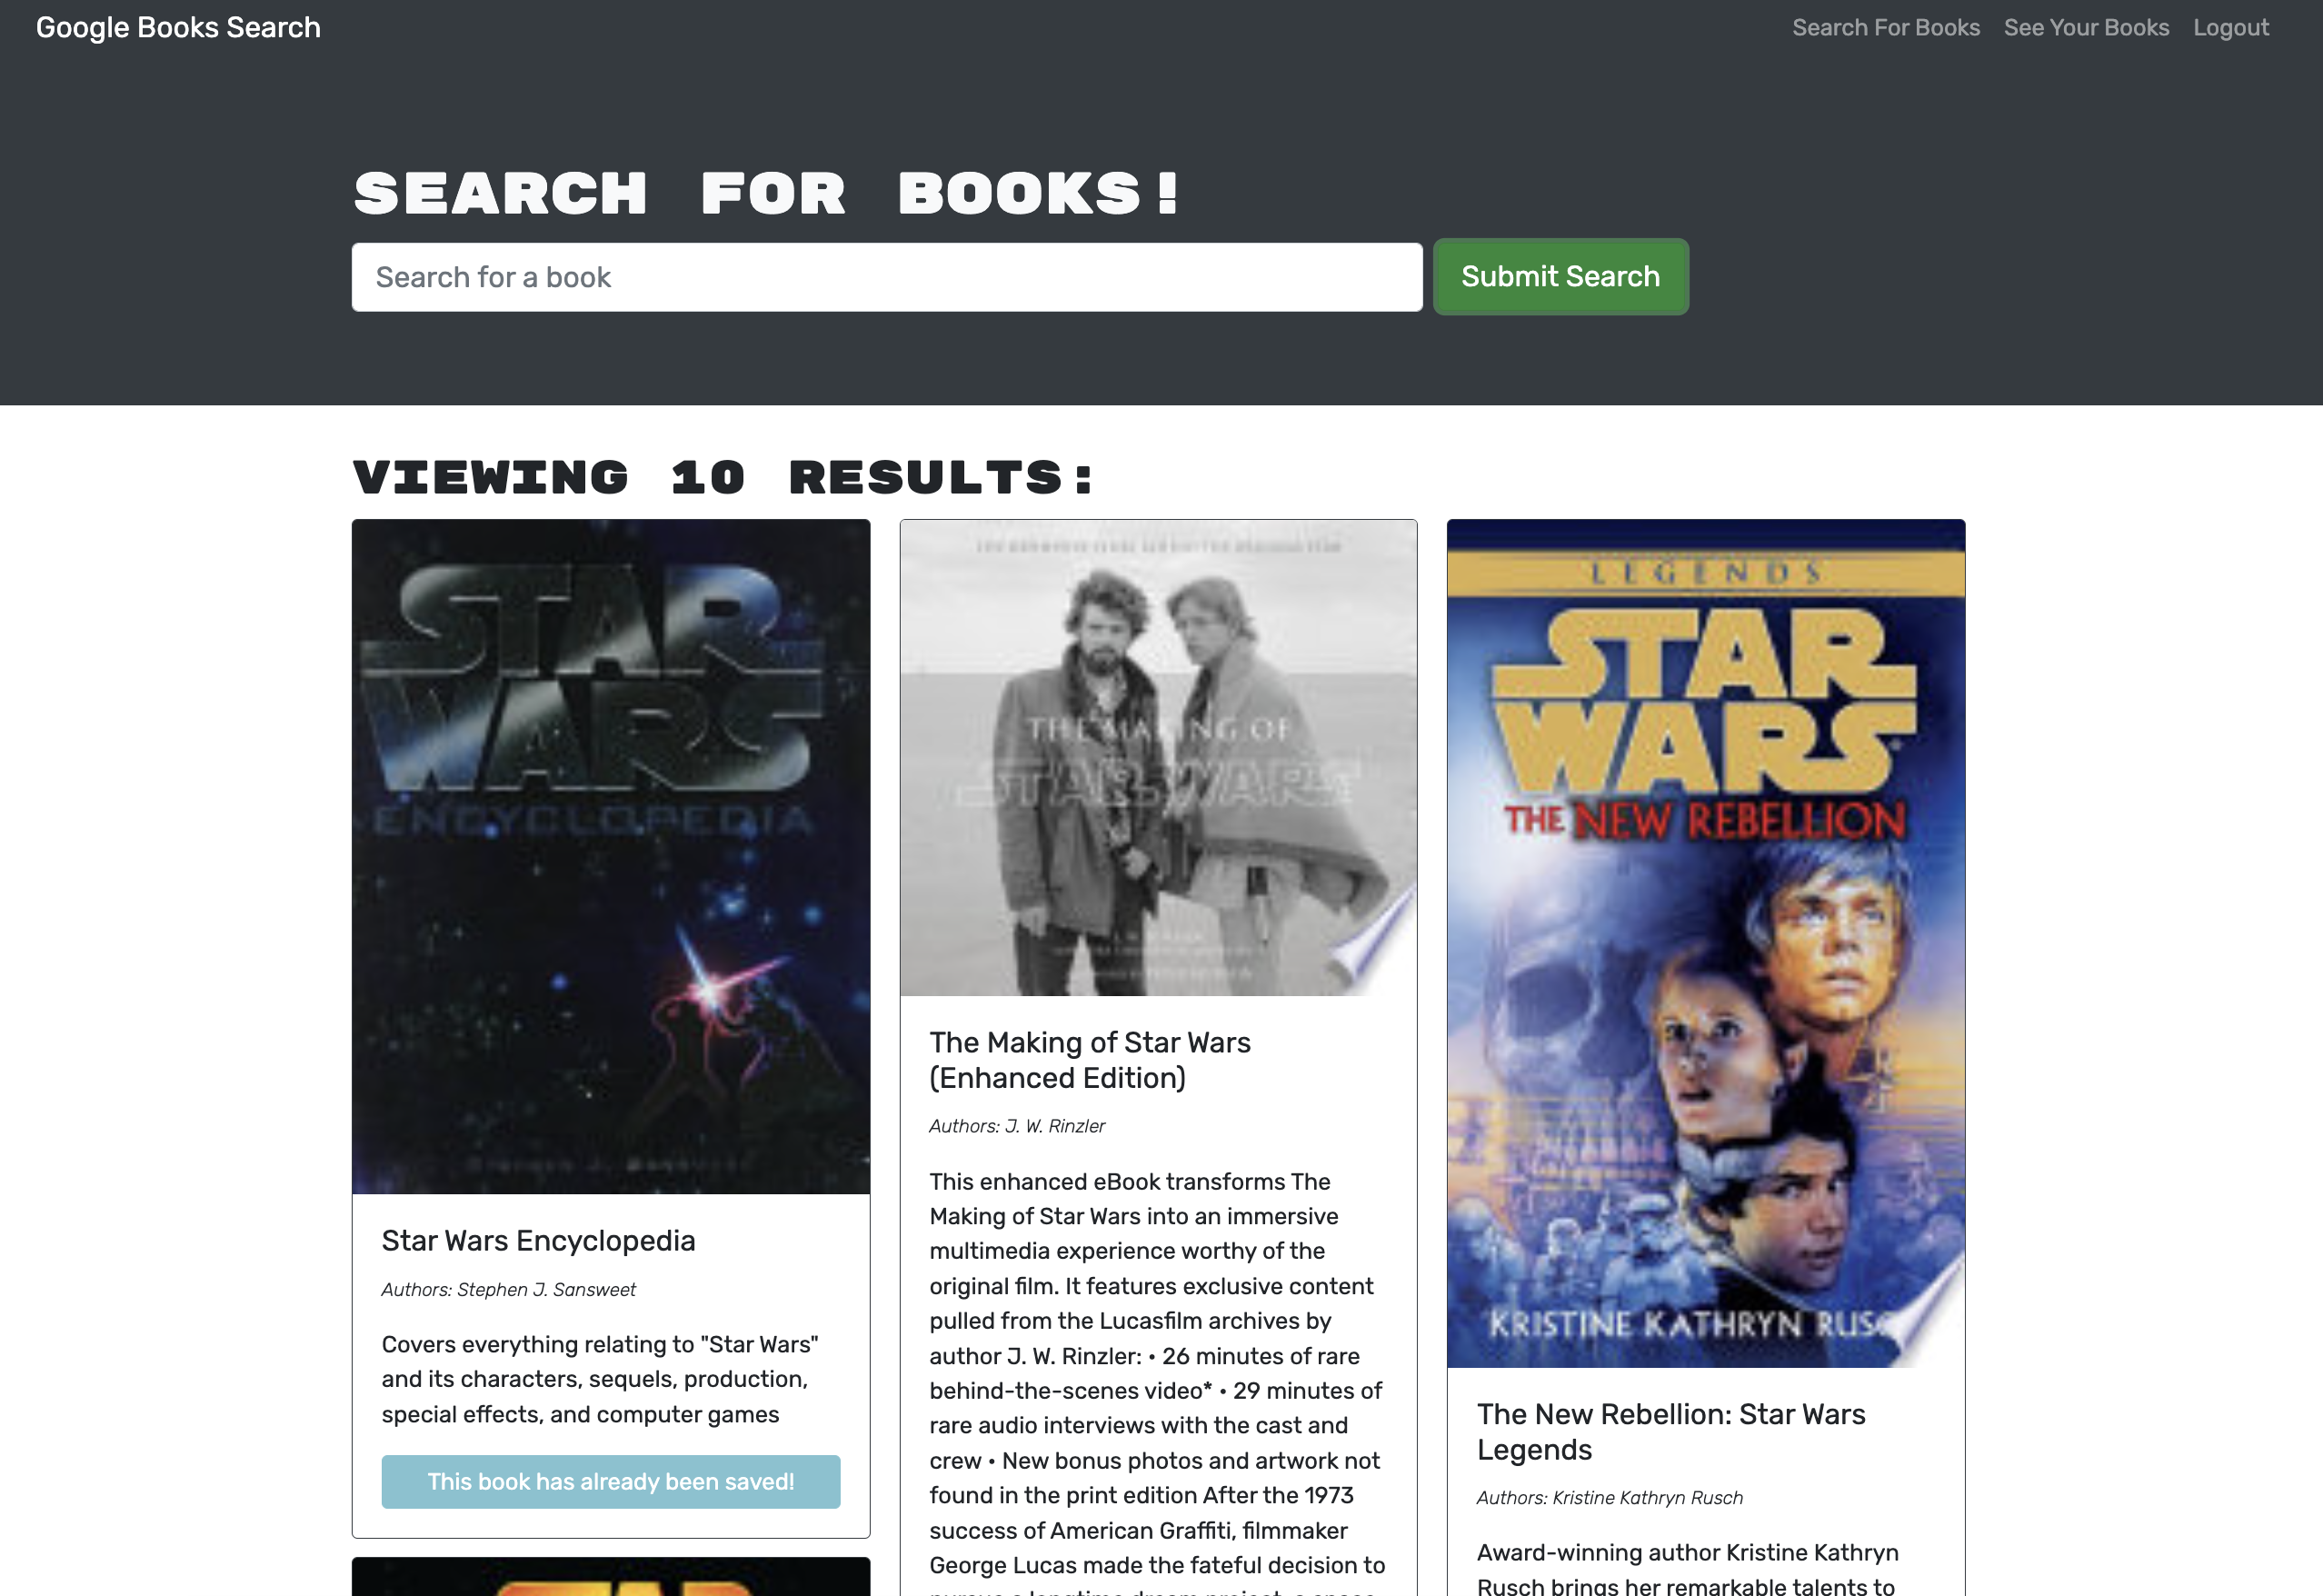 Google Books Search
Search For Books
See Your Books
Logout
SEARCH FOR BOOKS!
Search for a book
Submit Search
VIEWING 10 RESULTS:
STAR
WARS
ENCYCLOPEDIA
Star Wars Encyclopedia
Authors: Stephen J. Sansweet
Covers everything relating to "Star Wars"
and its characters, sequels, production,
special effects, and computer games
This book has already been saved!
STAR
THE MAKING OF
STAR WARS
The Making of Star Wars
(Enhanced Edition)
Authors: J. W. Rinzler
This enhanced eBook transforms The
Making of Star Wars into an immersive
multimedia experience worthy of the
original film. It features exclusive content
pulled from the Lucasfilm archives by
author J. W. Rinzler: • 26 minutes of rare
behind-the-scenes video* • 29 minutes of
rare audio interviews with the cast and
crew • New bonus photos and artwork not
found in the print edition After the 1973
success of American Graffiti, filmmaker
George Lucas made the fateful decision to
LEGENDS
STAR
WARS
THE NEW REBELLION
KRISTINE KATHRYN
The New Rebellion: Star Wars
Legends
Authors: Kristine Kathryn Rusch
Award-winning author Kristine Kathryn
Rusch brings her remarkable talents to